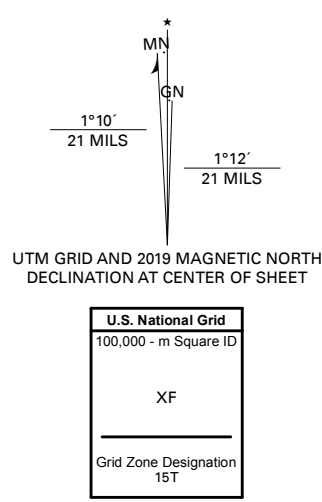 ★
MN
GN
1°10´
21 MILS
1°12´
21 MILS
UTM GRID AND 2019 MAGNETIC NORTH
DECLINATION AT CENTER OF SHEET
U.S. National Grid
100,000 - m Square ID
XF
Grid Zone Designation
15T